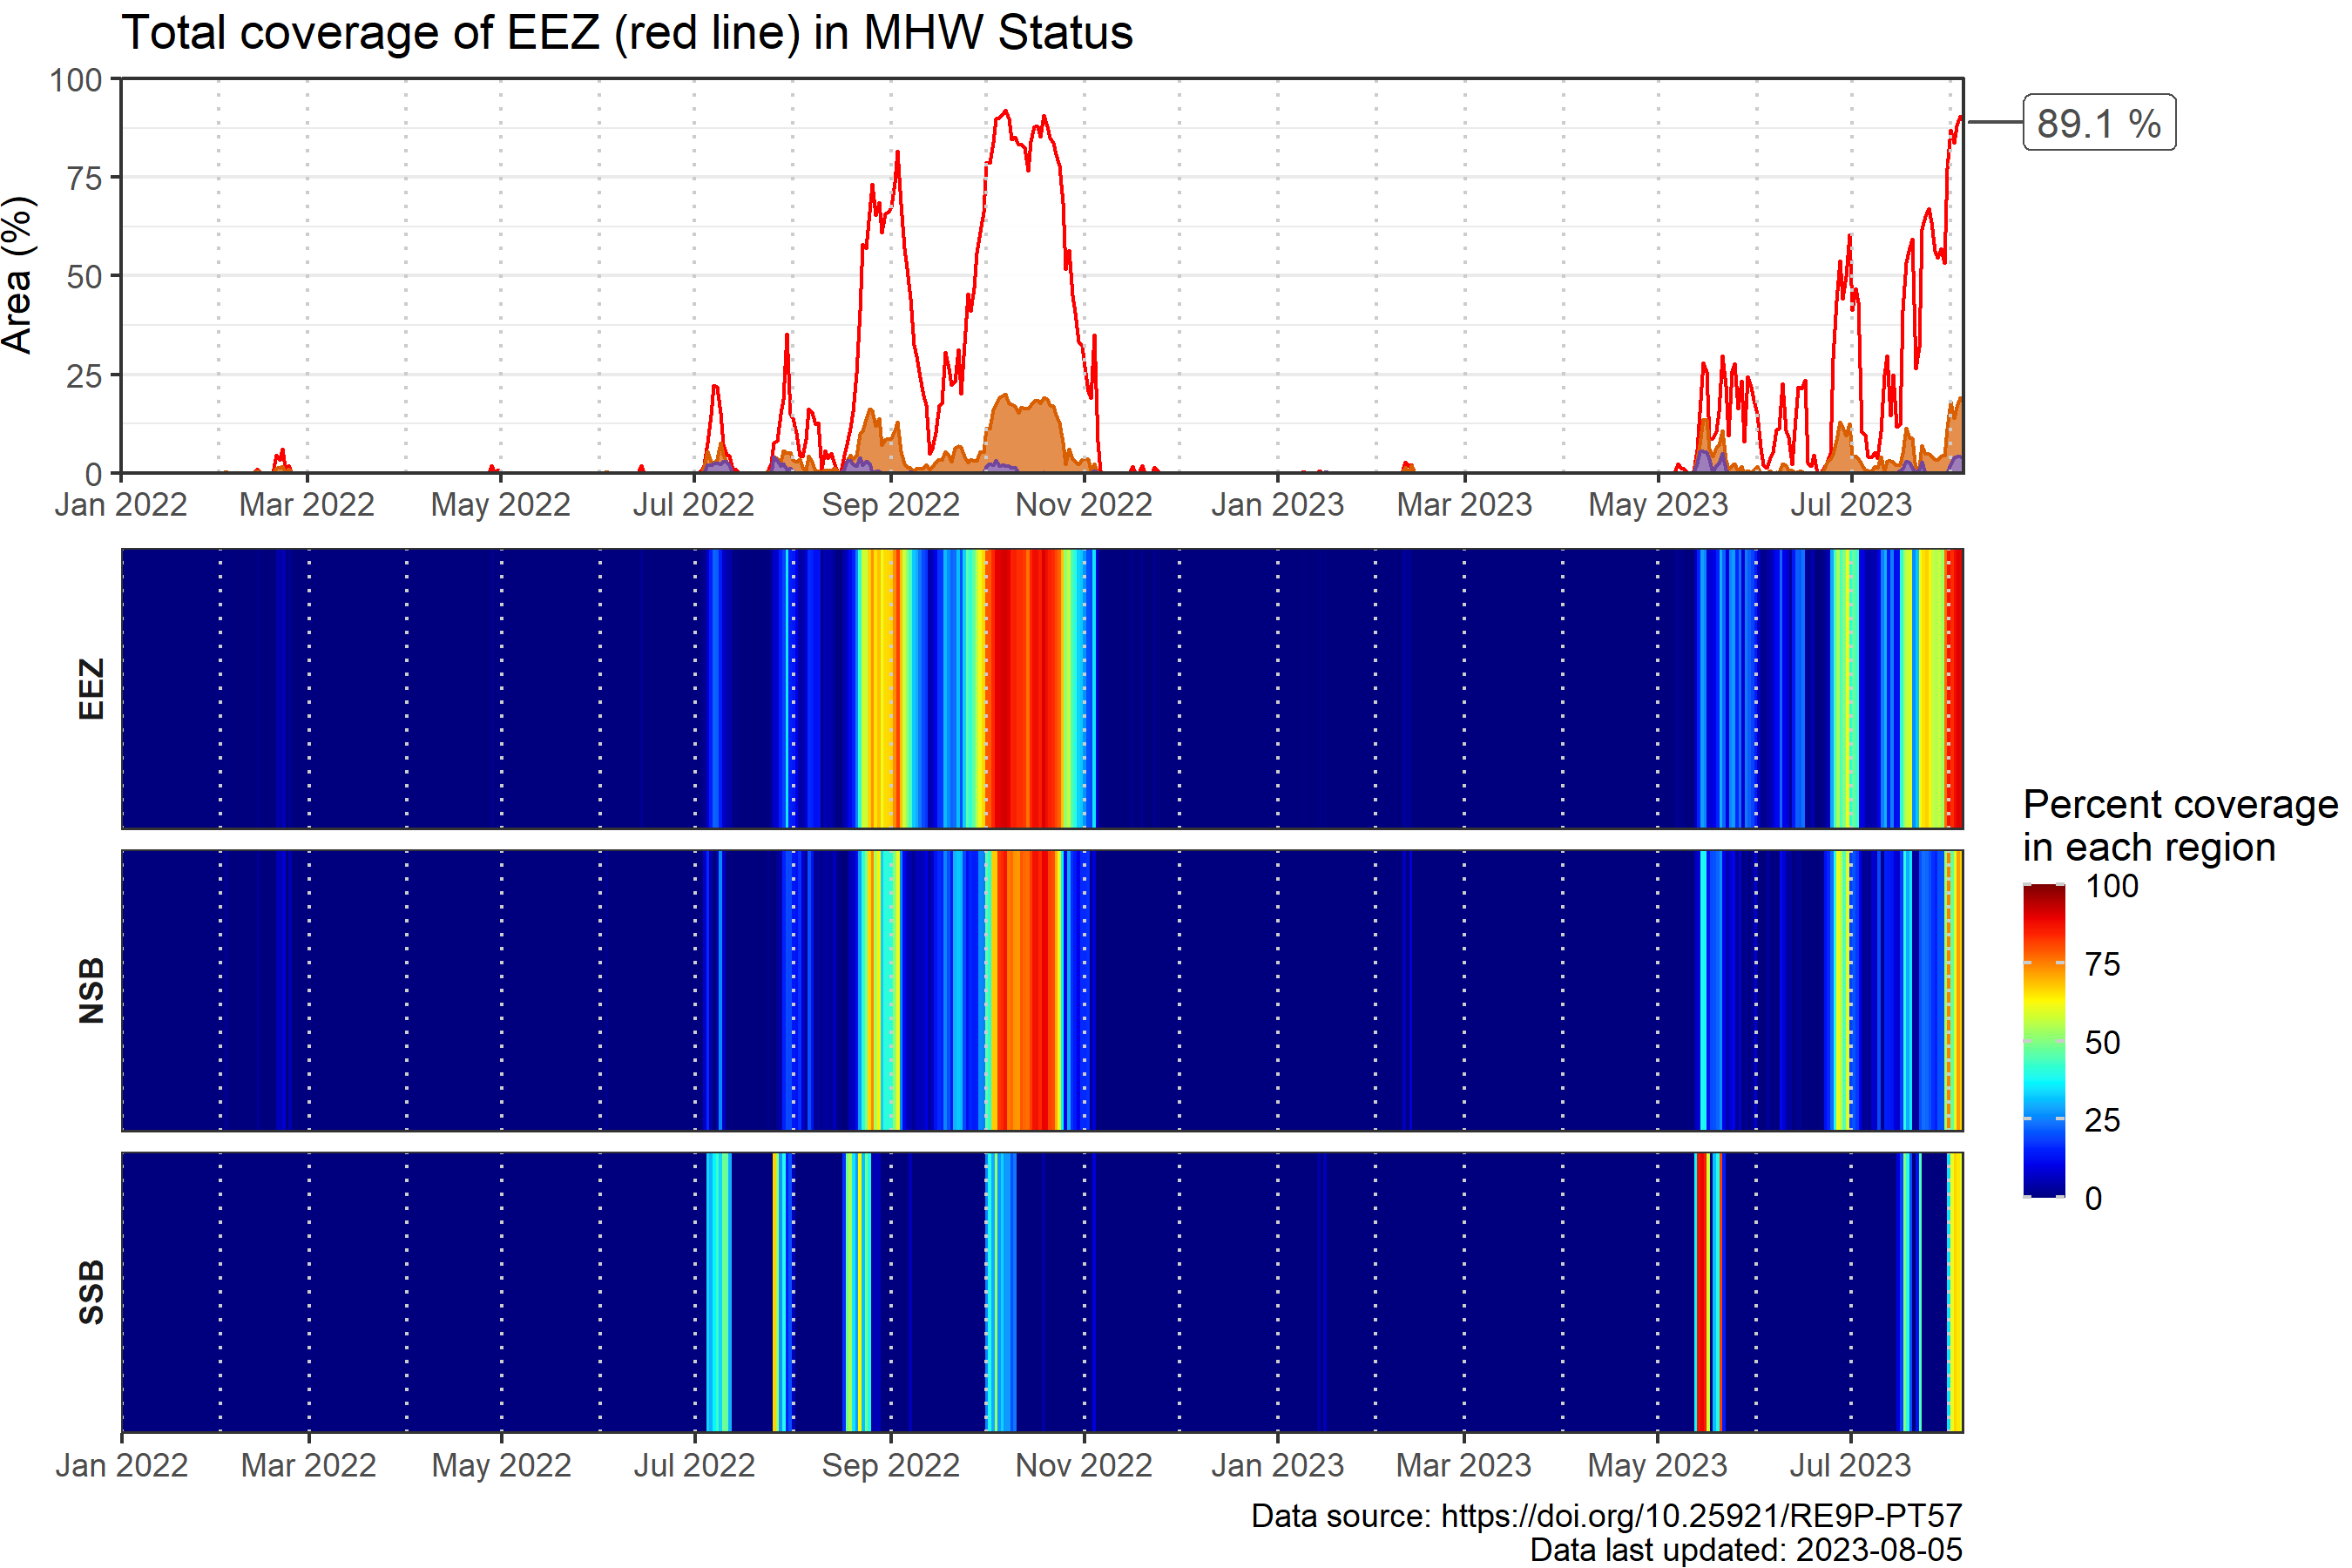 Total coverage of EEZ (red line) in MHW Status
Area (%)
100
75
50
25
0
89.1 %
Jan 2022 Mar 2022 May 2022 Jul 2022 Sep 2022 Nov 2022 Jan 2023 Mar 2023 May 2023 Jul 2023
EEZ
NSB
SSB
Percent coverage
in each region
100
75
50
25
0
Jan 2022 Mar 2022 May 2022 Jul 2022 Sep 2022 Nov 2022 Jan 2023 Mar 2023 May 2023 Jul 2023
Data source: https://doi.org/10.25921/RE9P-PT57
Data last updated: 2023-08-05